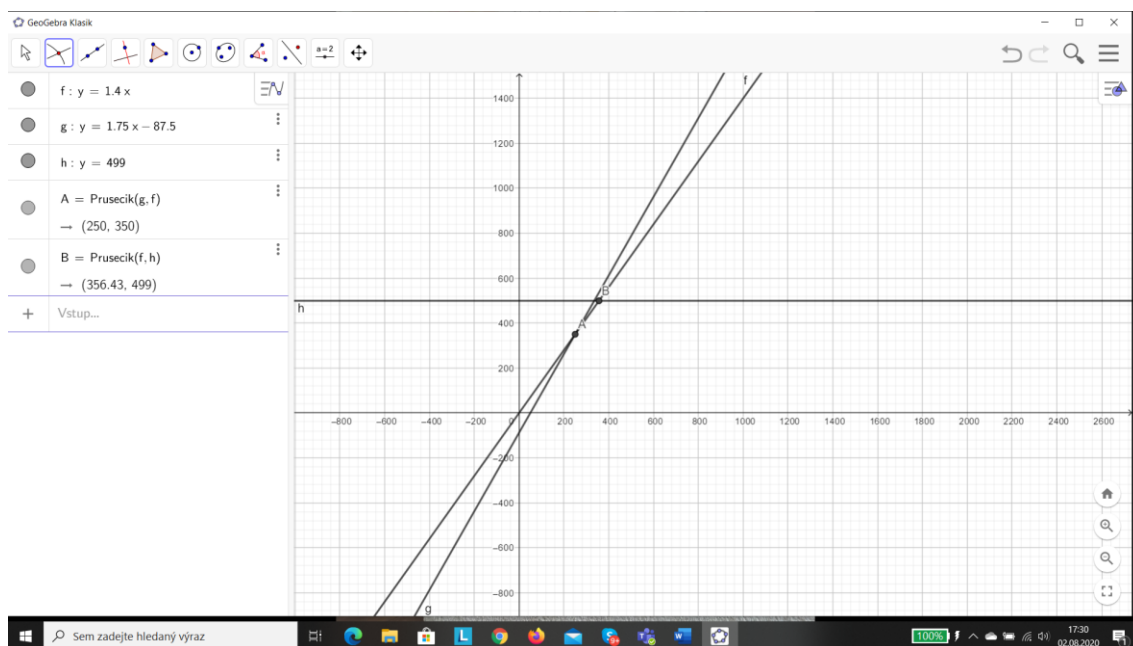 GeoGebra Klasik
a=2
f : y = 1.4 x
g : y = 1.75 x − 87.5
h : y = 499
A = Prusecik(g, f)
→ (250, 350)
B = Prusecik(f, h)
→ (356.43, 499)
+ Vstup...
f
1400
1200
1000
800
600
B
h
400
A
200
−800 −600 −400 −200 0 200 400 600 800 1000 1200 1400 1600 1800 2000 2200 2400 2600
−200
−400
−600
−800
g
Sem zadejte hledaný výraz
100%
17:30
02.08.2020